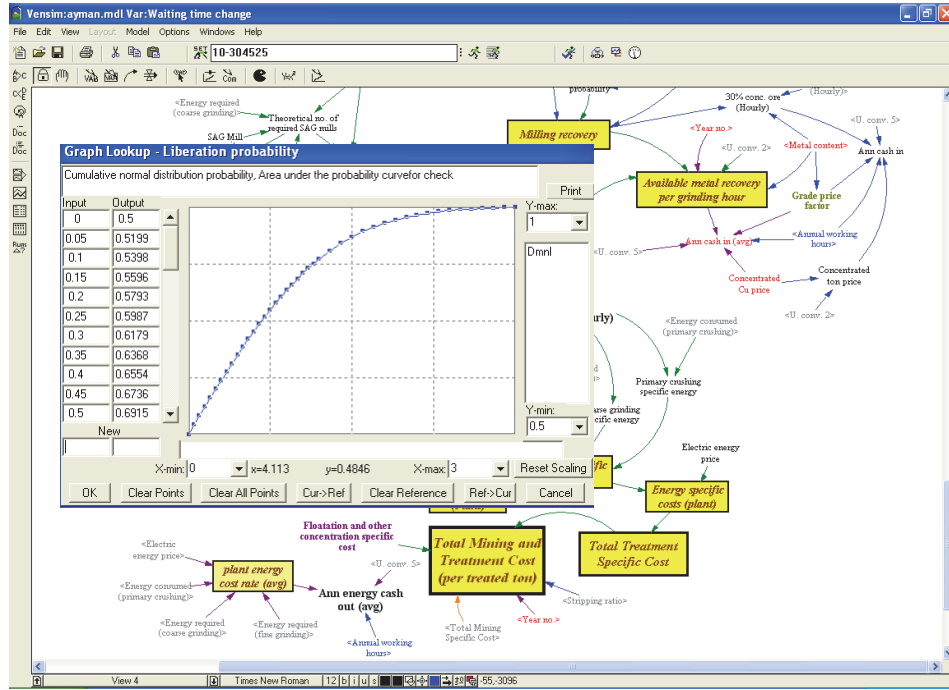 Vensim:ayman.mdl Var:Waiting time change
File Edit View Layout Model Options Windows Help
10-304525
VAB
Com
Doc
Doc
<Energy required
(coarse grinding)>
Theoretical no. of
required SAG mills
SAG Mill
probability
30% conc. ore
(Hourly)
(Hourly)>
Milling recovery
<Year no.>
<U. conv. 2>
<Metal content>
<U. conv. 5>
Ann cash in
Available metal recovery
per grinding hour
Grade price
factor
<U. conv. 5>
Ann cash in (avg)
<Annual working
hours>
Concentrated
Cu price
Concentrated
ton price
<U. conv. 2>
Graph Lookup - Liberation probability
Cumulative normal distribution probability, Area under the probability curvefor check
Print
Input Output
0 0.5
0.05 0.5199
0.1 0.5398
0.15 0.5596
0.2 0.5793
0.25 0.5987
0.3 0.6179
0.35 0.6368
0.4 0.6554
0.45 0.6736
0.5 0.6915
New
Y-max:
1
Dmnl
Y-min:
0.5
X-min: 0 x=4.113 y=0.4846 X-max: 3 Reset Scaling
OK Clear Points Clear All Points Cur->Ref Clear Reference Ref->Cur Cancel
<Energy consumed
(primary crushing)>
Primary crushing
specific energy
Electric energy
price
Energy specific
costs (plant)
Floatation and other
concentration specific
cost
Total Mining and
Treatment Cost
(per treated ton)
Total Treatment
Specific Cost
<Electric
energy price>
<Energy consumed
(primary crushing)>
plant energy
cost rate (avg)
<U. conv. 5>
Ann energy cash
out (avg)
<Energy required
(coarse grinding)>
<Energy required
(fine grinding)>
<Annual working
hours>
<Total Mining
Specific Cost>
<Year no.>
<Stripping ratio>
View 4 Times New Roman 12 b i u s -55,-3096